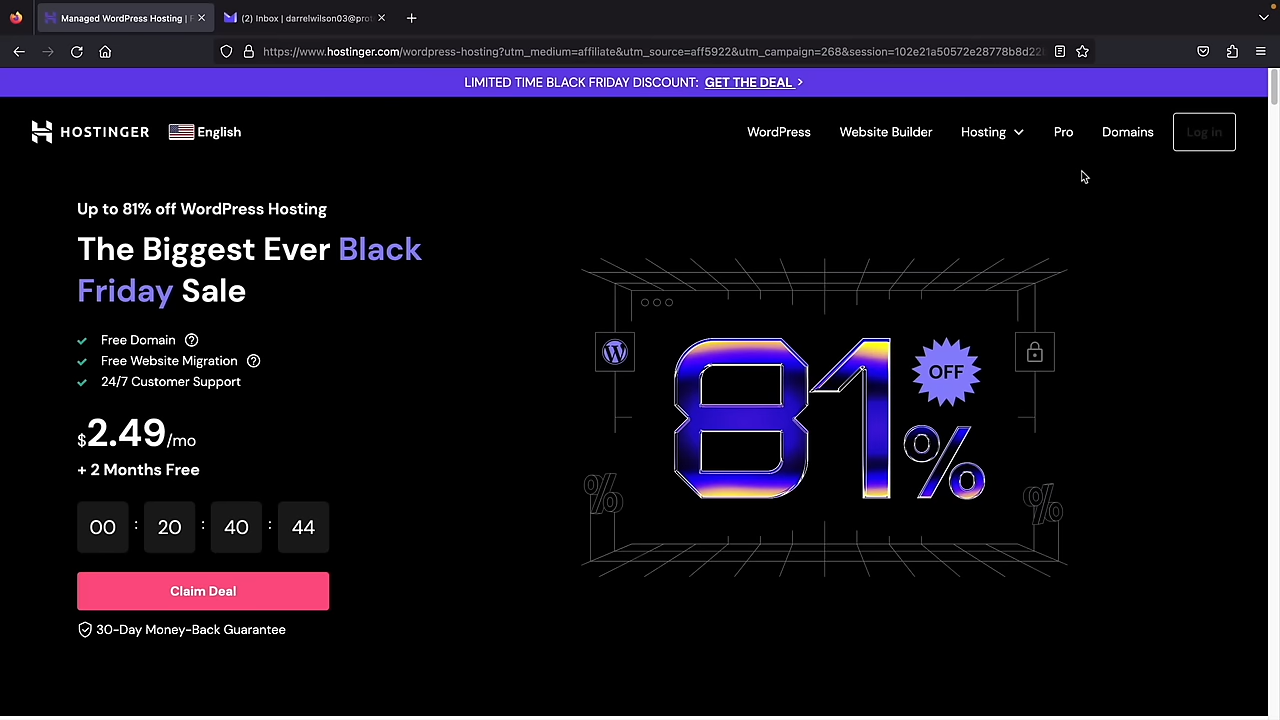 Managed WordPress Hosting |
(2) Inbox | darrelwilson03@prot
https://www.hostinger.com/wordpress-hosting?utm_medium=affiliate&utm_source=aff5922&utm_campaign=268&session=102e21a50572e28778b8d22
LIMITED TIME BLACK FRIDAY DISCOUNT: GET THE DEAL >
HOSTINGER English WordPress Website Builder Hosting Pro Domains Log In
Up to 81% off WordPress Hosting
The Biggest Ever Black
Friday Sale
Free Domain ?
Free Website Migration ?
24/7 Customer Support
$2.49/mo
+ 2 Months Free
00 : 20 : 40 : 44
Claim Deal
30-Day Money-Back Guarantee
81%
OFF
%
%